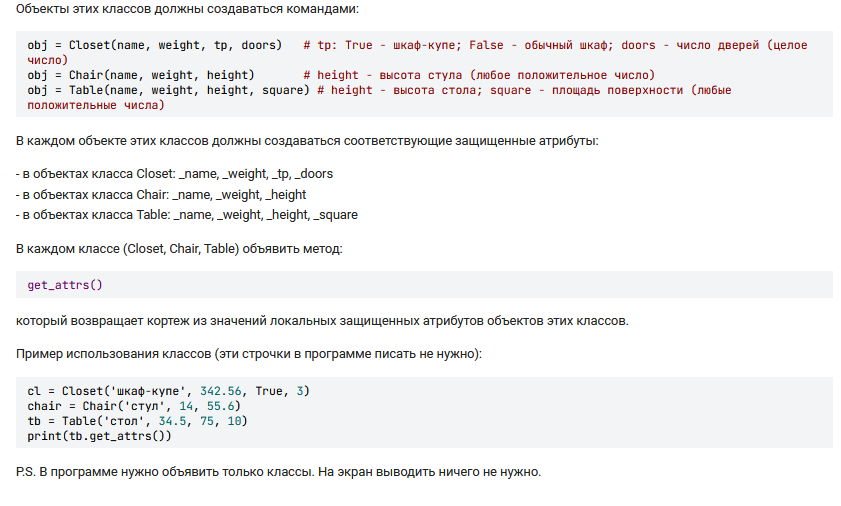 Объекты этих классов должны создаваться командами:
obj = Closet(name, weight, tp, doors)   # tp: True - шкаф-купе; False - обычный шкаф; doors - число дверей (целое
число)
obj = Chair(name, weight, height)       # height - высота стула (любое положительное число)
obj = Table(name, weight, height, square) # height - высота стола; square - площадь поверхности (любые
положительные числа)
В каждом объекте этих классов должны создаваться соответствующие защищенные атрибуты:
- в объектах класса Closet: _name, _weight, _tp, _doors
- в объектах класса Chair: _name, _weight, _height
- в объектах класса Table: _name, _weight, _height, _square
В каждом классе (Closet, Chair, Table) объявить метод:
get_attrs()
который возвращает кортеж из значений локальных защищенных атрибутов объектов этих классов.
Пример использования классов (эти строчки в программе писать не нужно):
cl = Closet('шкаф-купе', 342.56, True, 3)
chair = Chair('стул', 14, 55.6)
tb = Table('стол', 34.5, 75, 10)
print(tb.get_attrs())
P.S. В программе нужно объявить только классы. На экран выводить ничего не нужно.